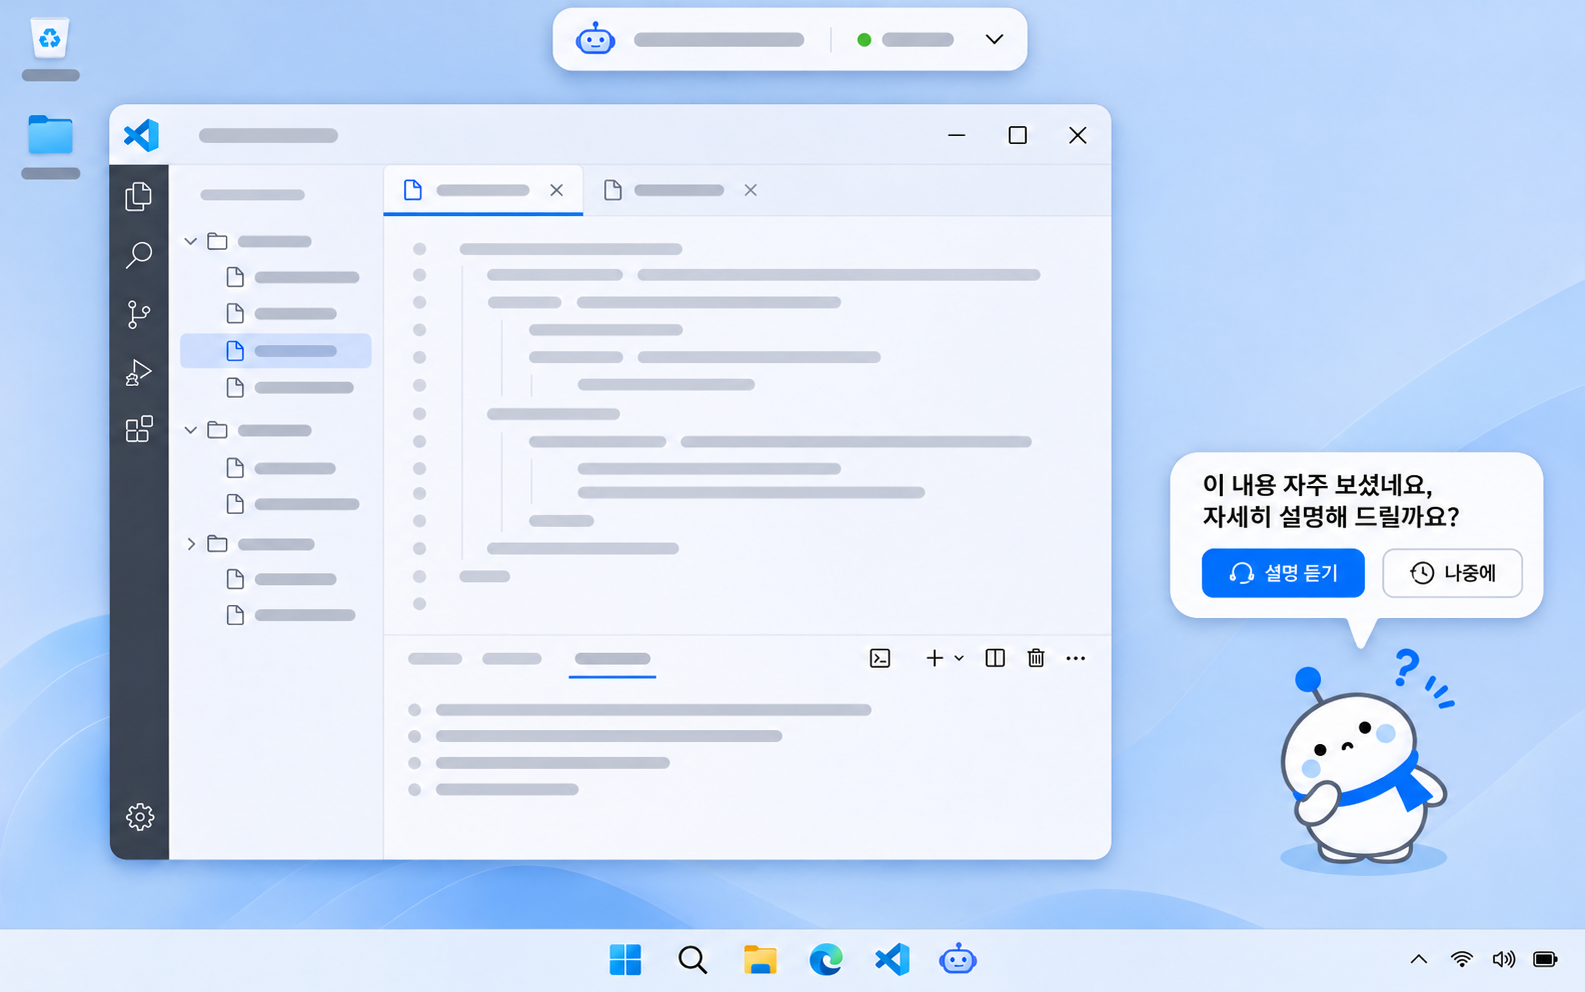 이 내용 자주 보셨네요,
자세히 설명해 드릴까요?
설명 듣기
나중에
?